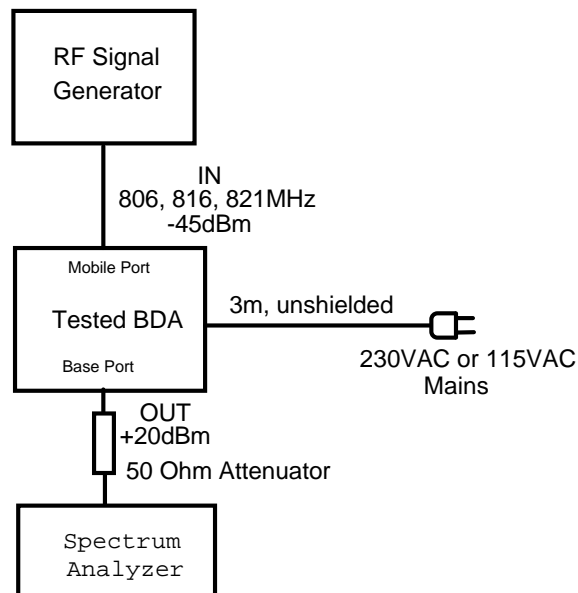 RF Signal
Generator
IN
806, 816, 821MHz
-45dBm
Mobile Port
Tested BDA
3m, unshielded
Base Port
230VAC or 115VAC
Mains
OUT
+20dBm
50 Ohm Attenuator
Spectrum
Analyzer